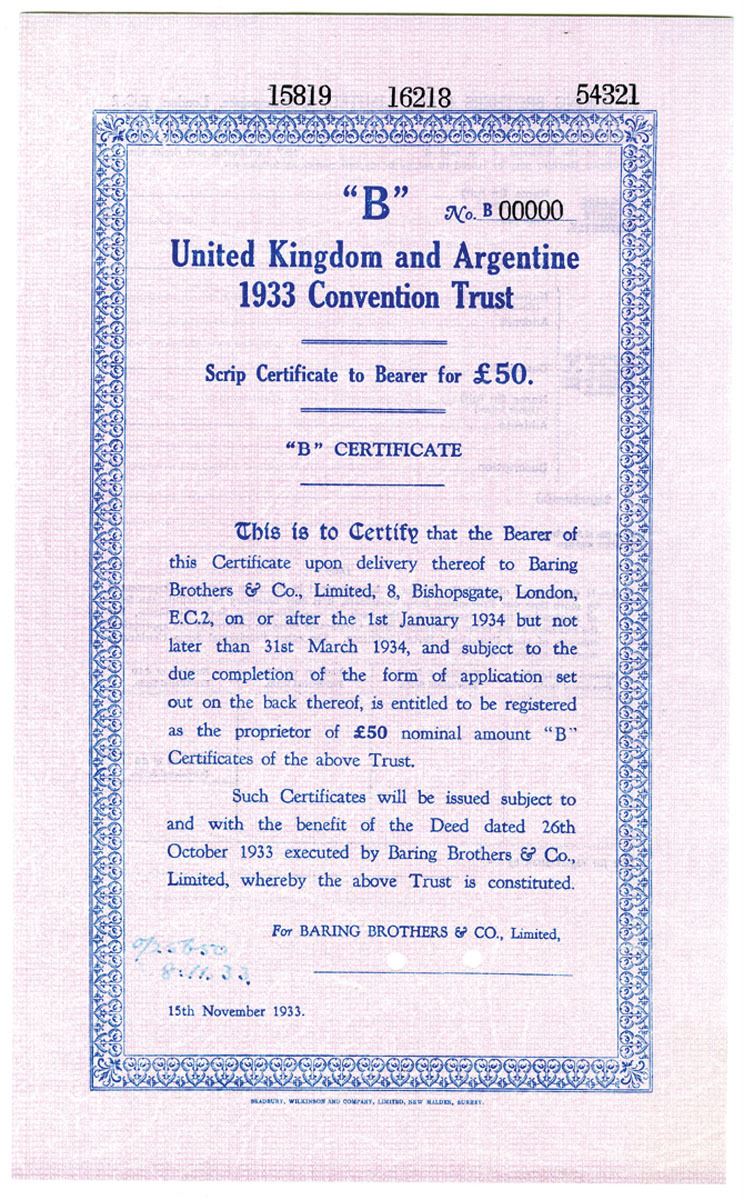 15819 16218 54321
"B" No. B 00000
United Kingdom and Argentine
1933 Convention Trust
Scrip Certificate to Bearer for £50.
"B" CERTIFICATE
This is to Certify that the Bearer of
this Certificate upon delivery thereof to Baring
Brothers & Co., Limited, 8, Bishopsgate, London,
E.C.2, on or after the 1st January 1934 but not
later than 31st March 1934, and subject to the
due completion of the form of application set
out on the back thereof, is entitled to be registered
as the proprietor of £50 nominal amount "B"
Certificates of the above Trust.
Such Certificates will be issued subject to
and with the benefit of the Deed dated 26th
October 1933 executed by Baring Brothers & Co.,
Limited, whereby the above Trust is constituted.
For BARING BROTHERS & CO., Limited,
8.11.33.
15th November 1933.
BRADBURY, WILKINSON AND COMPANY, LIMITED, NEW MALDEN, SURREY.